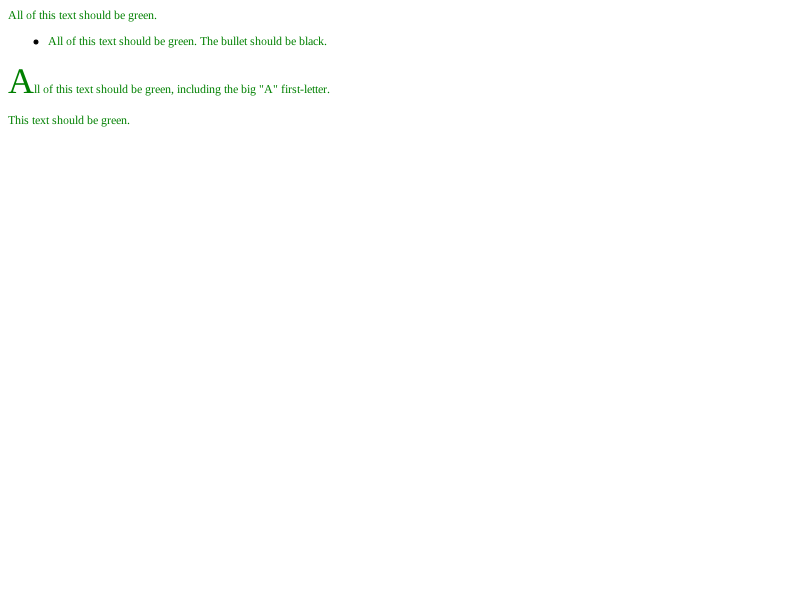 All of this text should be green.
● All of this text should be green. The bullet should be black.
All of this text should be green, including the big "A" first-letter.
This text should be green.